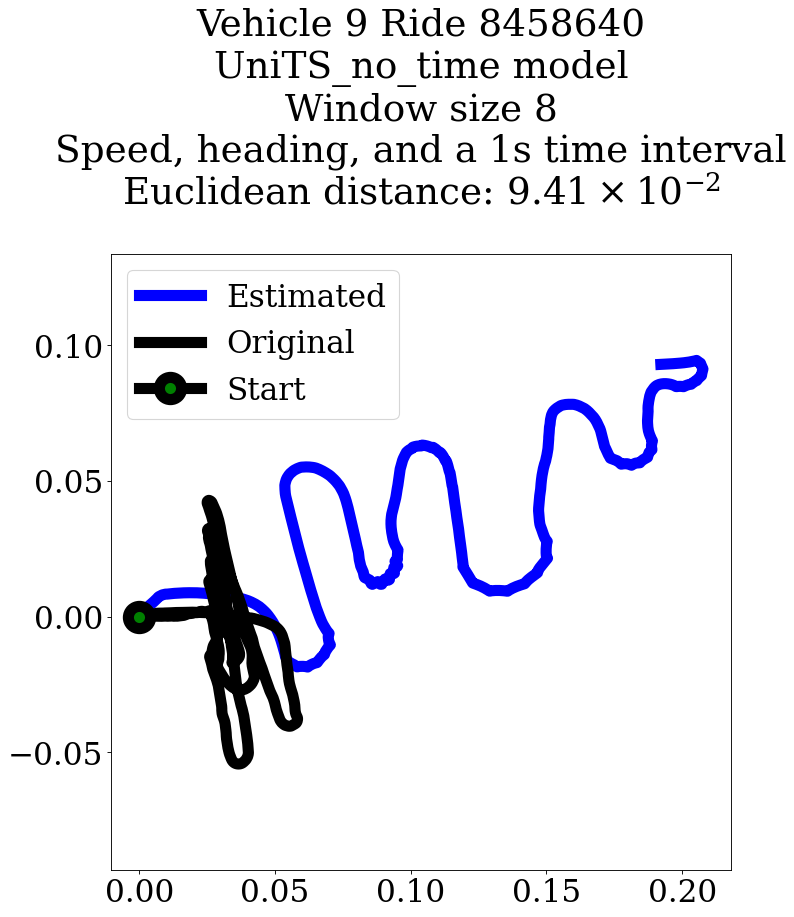 Vehicle 9 Ride 8458640
UniTS_no_time model
Window size 8
Speed, heading, and a 1s time interval
Euclidean distance: 9.41 × 10⁻²
Estimated
Original
Start
0.10
0.05
0.00
−0.05
0.00 0.05 0.10 0.15 0.20